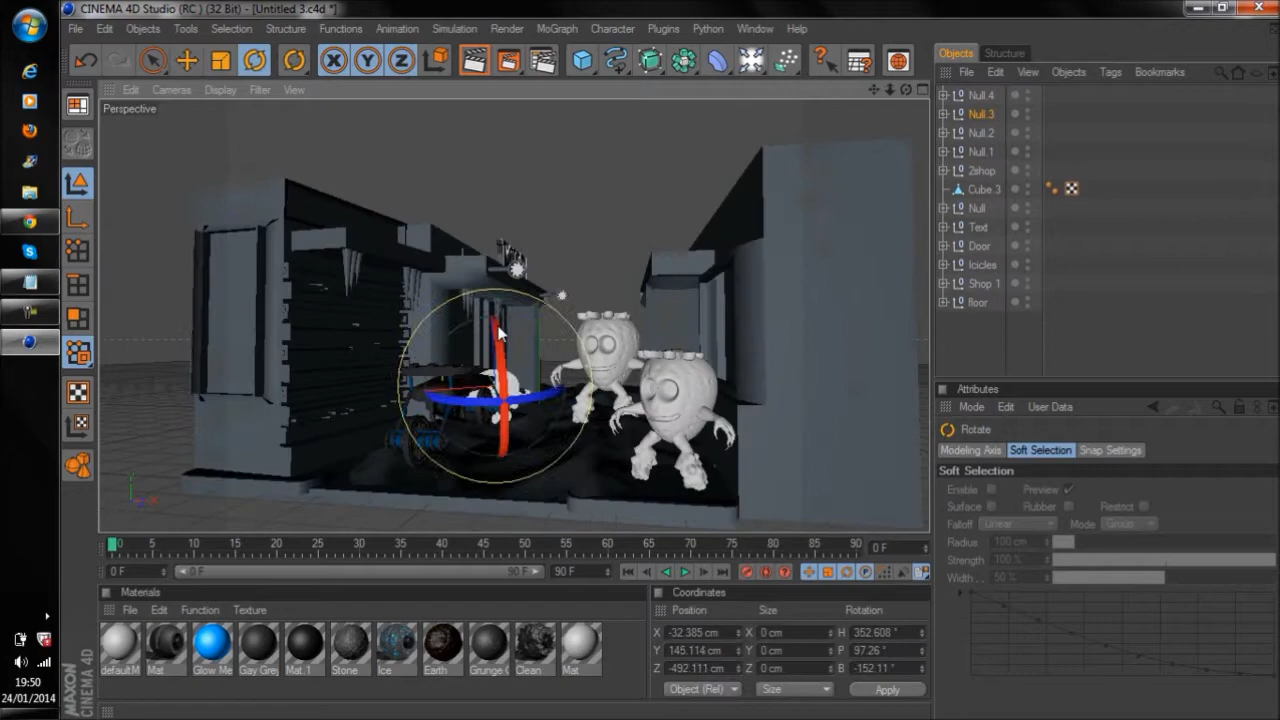 CINEMA 4D Studio (RC ) (32 Bit) - [Untitled 3.c4d *]
File Edit Objects Tools Selection Structure Functions Animation Simulation Render MoGraph Character Plugins Python Window Help
X Y Z
Objects Structure
File Edit View Objects Tags Bookmarks
Edit Cameras Display Filter View
Perspective
Null.4
Null.3
Null.2
Null.1
2shop
Cube.3
Null
Text
Door
Icicles
Shop 1
floor
Attributes
Mode Edit User Data
Rotate
Modeling Axis Soft Selection Snap Settings
Soft Selection
Enable Preview
Surface Rubber Restrict
Falloff Linear Mode Group
Radius 100 cm
Strength 100 %
Width . . 50 %
0 5 10 15 20 25 30 35 40 45 50 55 60 65 70 75 80 85 90 0 F
0 F 0 F 90 F 90 F
Materials
File Edit Function Texture
default M Mat Glow Me Gay Gre Mat.1 Stone Ice Earth Grunge Clean Mat
Coordinates
Position Size Rotation
X -32.385 cm X 0 cm H 352.608 °
Y 145.114 cm Y 0 cm P 97.26 °
Z -492.111 cm Z 0 cm B -152.11 °
Object (Rel) Size Apply
MAXON CINEMA 4D
19:50
24/01/2014